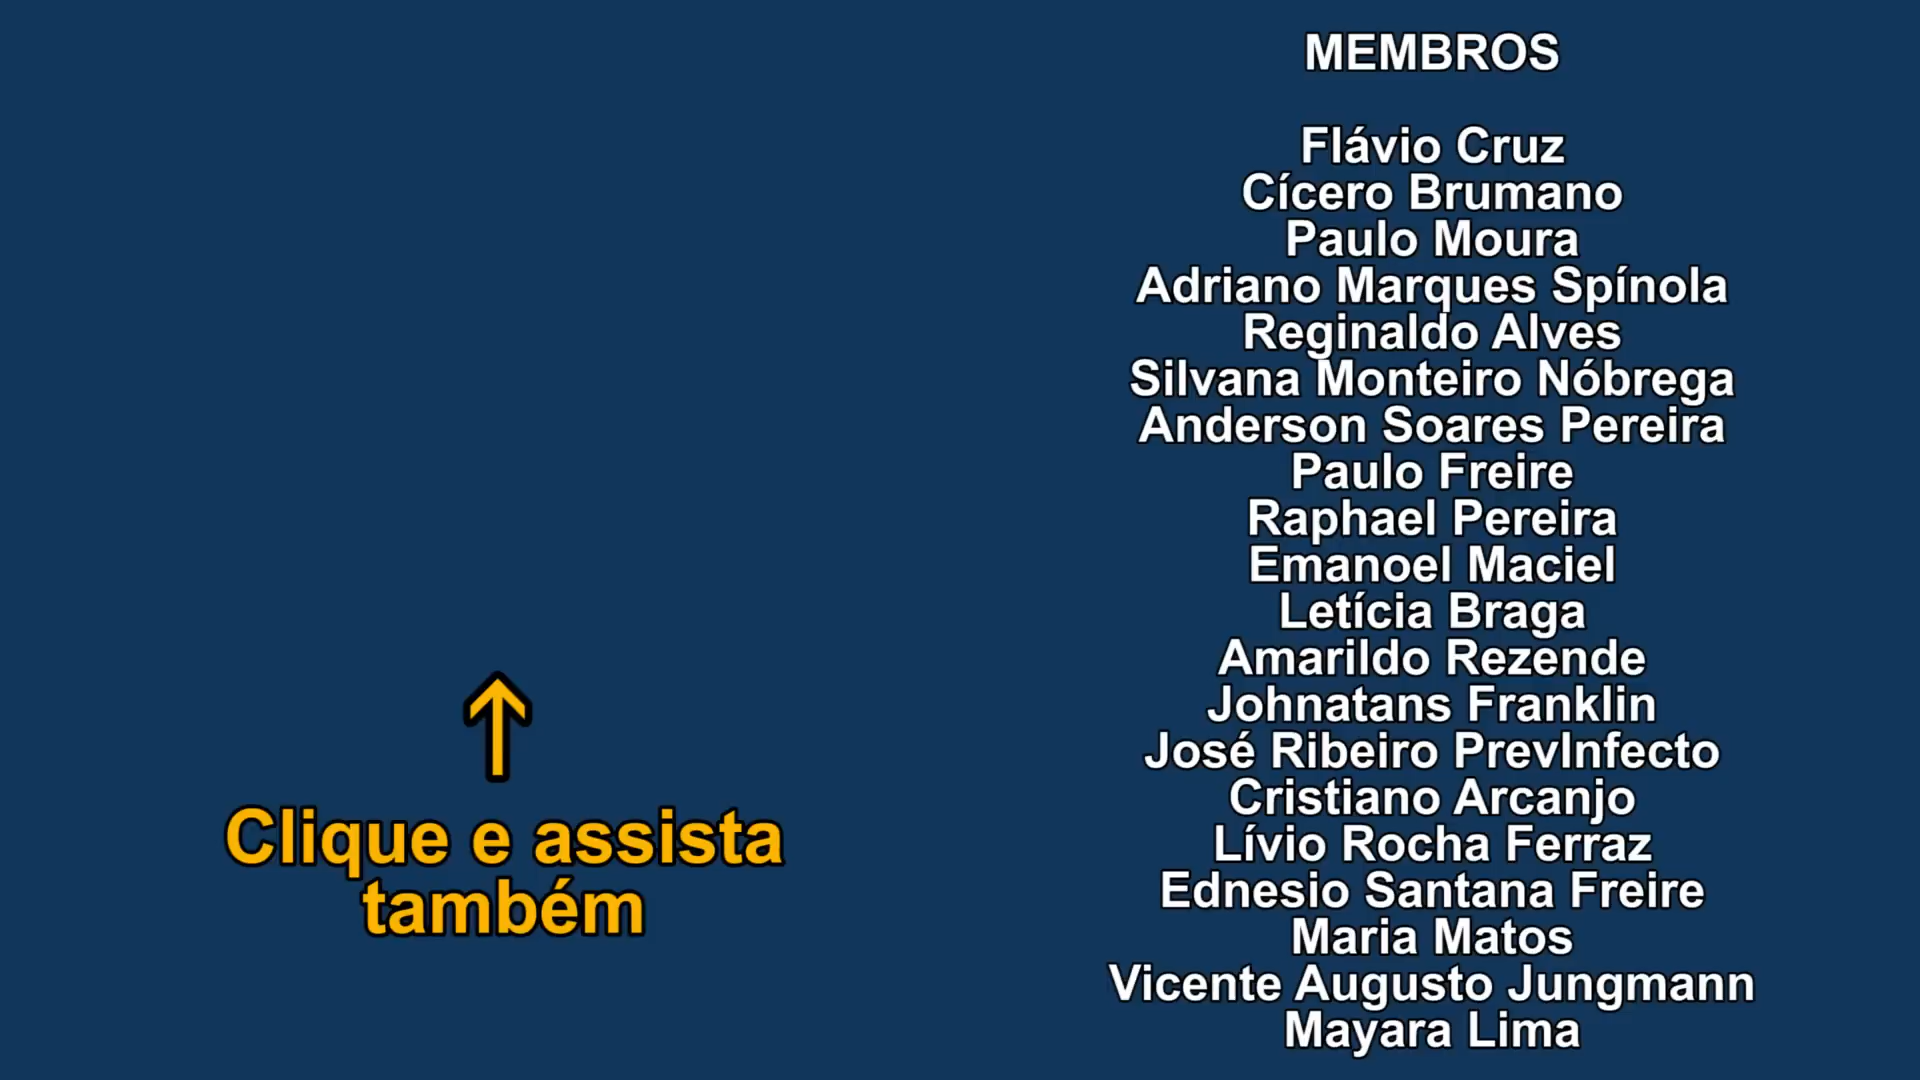 MEMBROS
Flávio Cruz
Cícero Brumano
Paulo Moura
Adriano Marques Spínola
Reginaldo Alves
Silvana Monteiro Nóbrega
Anderson Soares Pereira
Paulo Freire
Raphael Pereira
Emanoel Maciel
Letícia Braga
Amarildo Rezende
Johnatans Franklin
José Ribeiro PrevInfecto
Cristiano Arcanjo
Lívio Rocha Ferraz
Ednesio Santana Freire
Maria Matos
Vicente Augusto Jungmann
Mayara Lima
Clique e assista
também